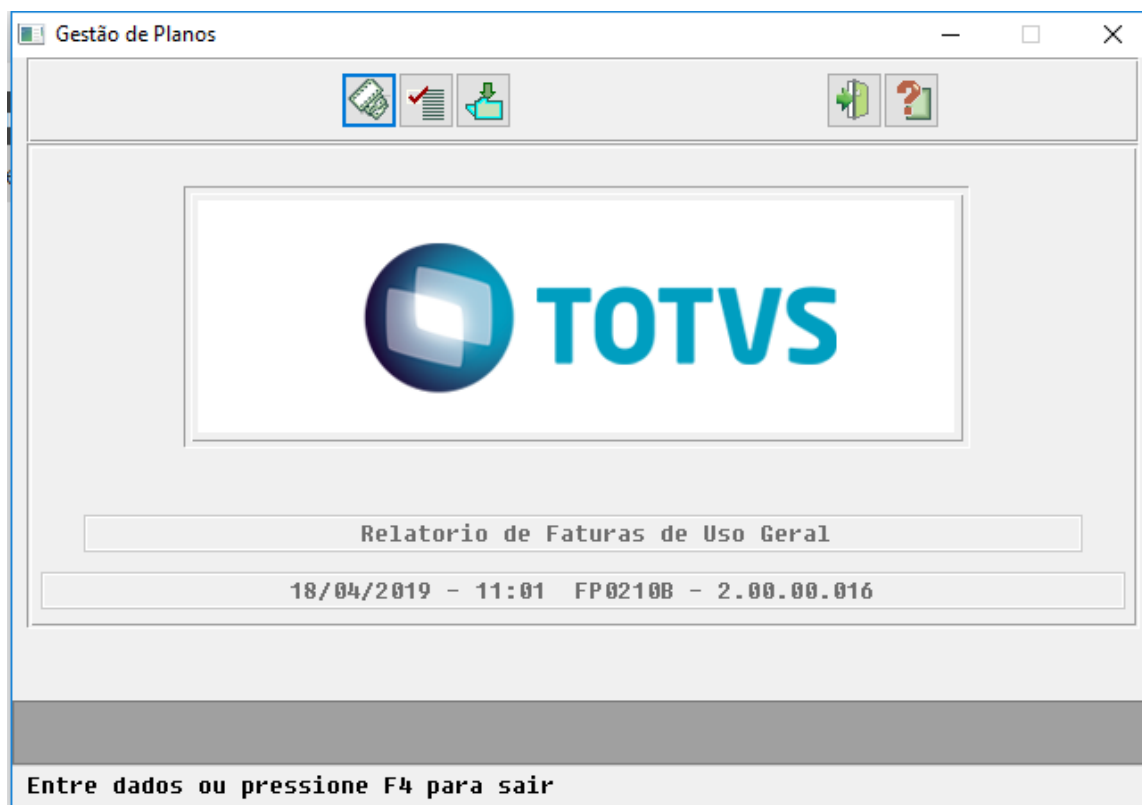 Gestão de Planos
TOTVS
Relatorio de Faturas de Uso Geral
18/04/2019 - 11:01 FP0210B - 2.00.00.016
Entre dados ou pressione F4 para sair